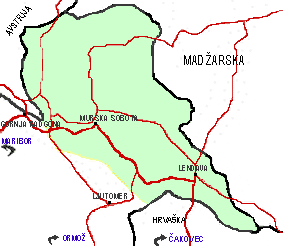 AVSTRIJA
MADŽARSKA
MURSKA SOBOTA
GORNJA RADGONA
MARIBOR
LENDAVA
LJUTOMER
HRVAŠKA
ORMOŽ
ČAKOVEC